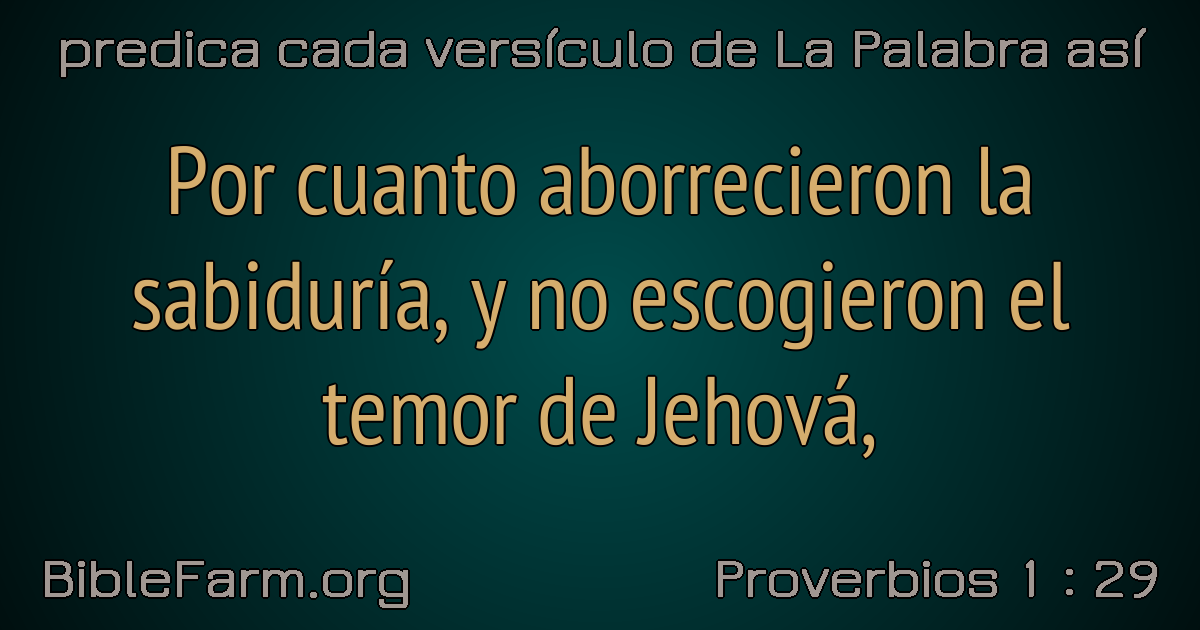 predica cada versículo de La Palabra así
Por cuanto aborrecieron la
sabiduría, y no escogieron el
temor de Jehová,
BibleFarm.org
Proverbios 1 : 29